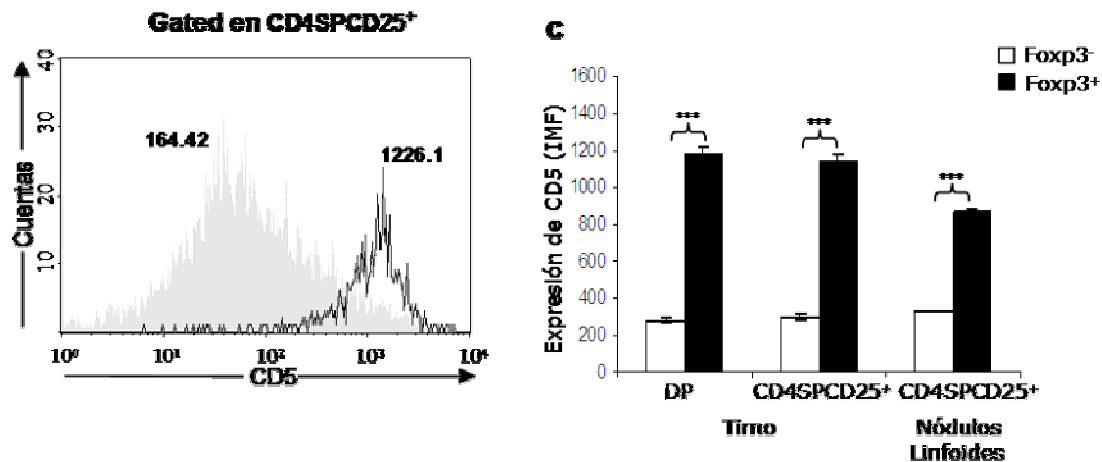 Gated en CD4SPCD25+
40
30
20
10
Cuentas
164.42
1226.1
10⁰ 10¹ 10² 10³ 10⁴
CD5
C
Foxp3-
Foxp3+
Expresión de CD5 (IMF)
1600
1400
1200
1000
800
600
400
200
0
***
***
***
DP CD4SPCD25+ CD4SPCD25+
Timo Nódulos
Linfoides